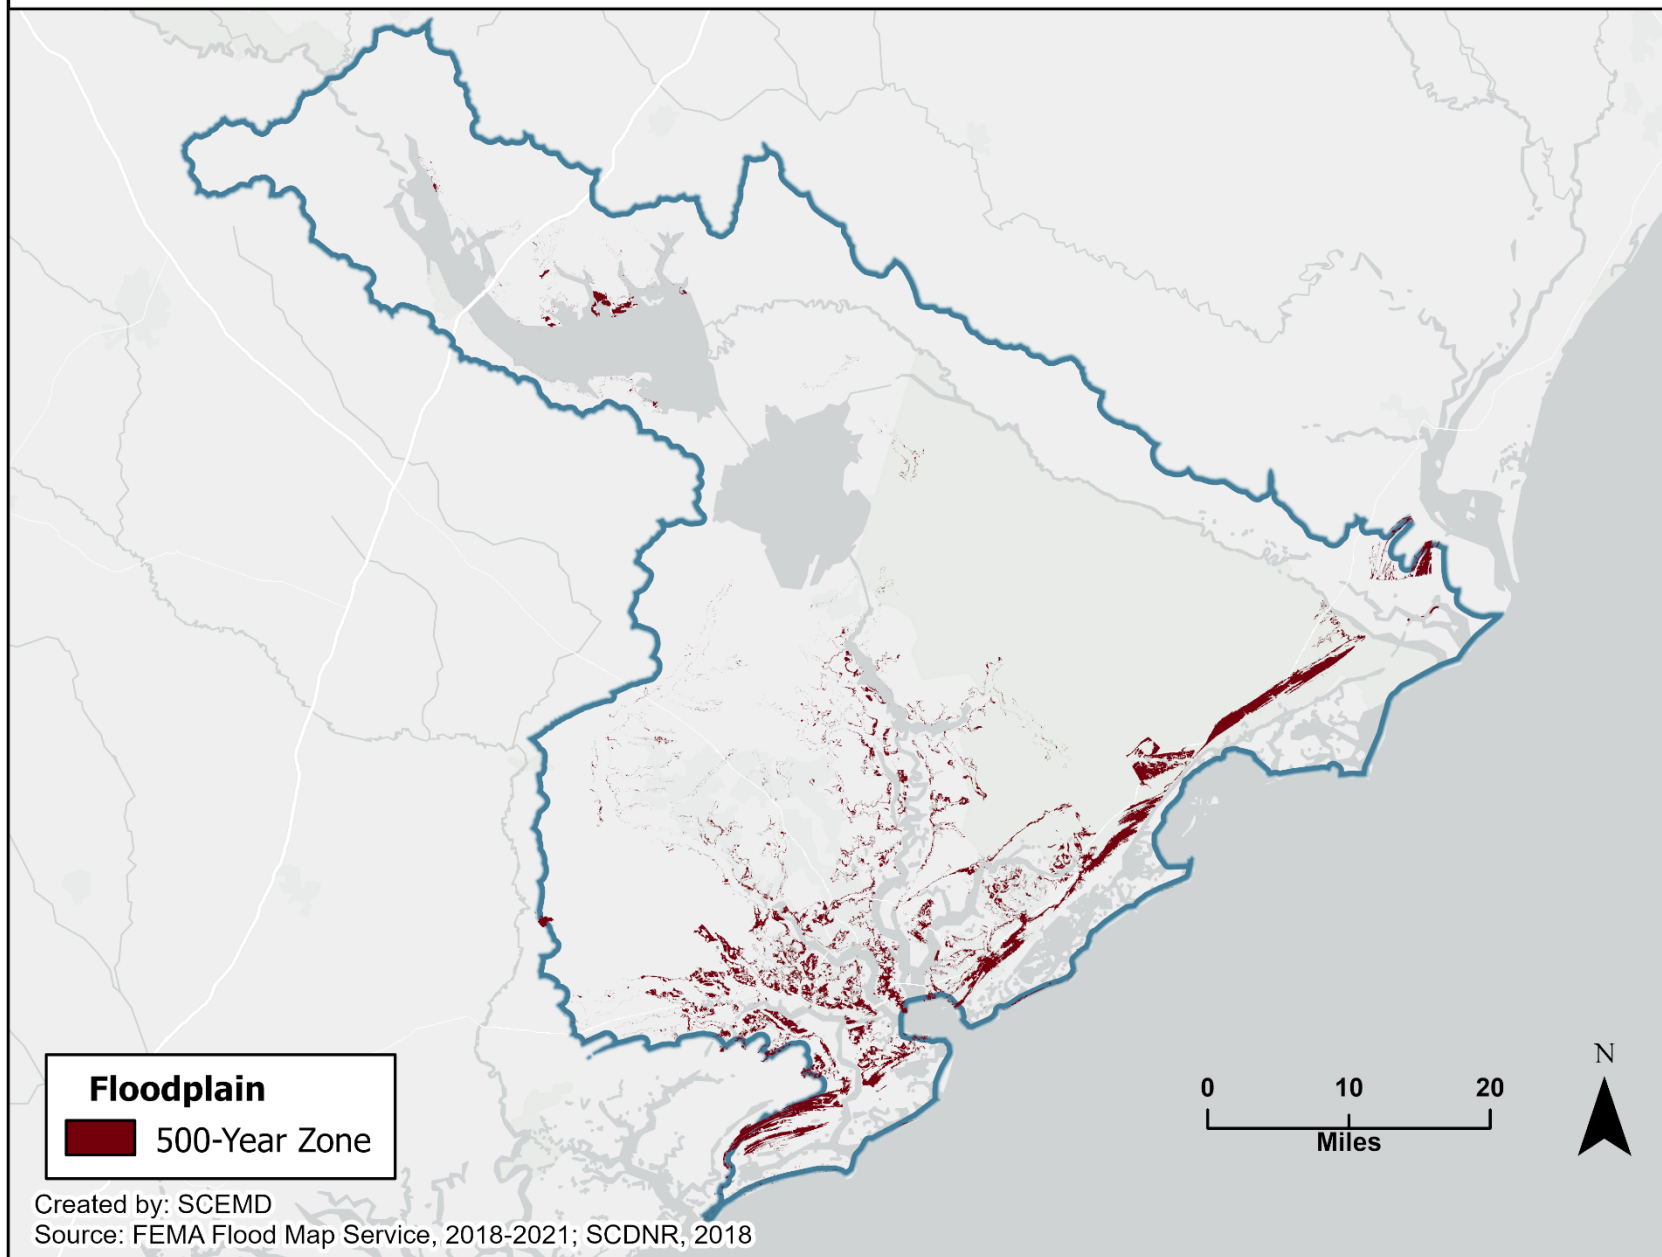 N
0 10 20
Miles
Floodplain
500-Year Zone
Created by: SCEMD
Source: FEMA Flood Map Service, 2018-2021; SCDNR, 2018